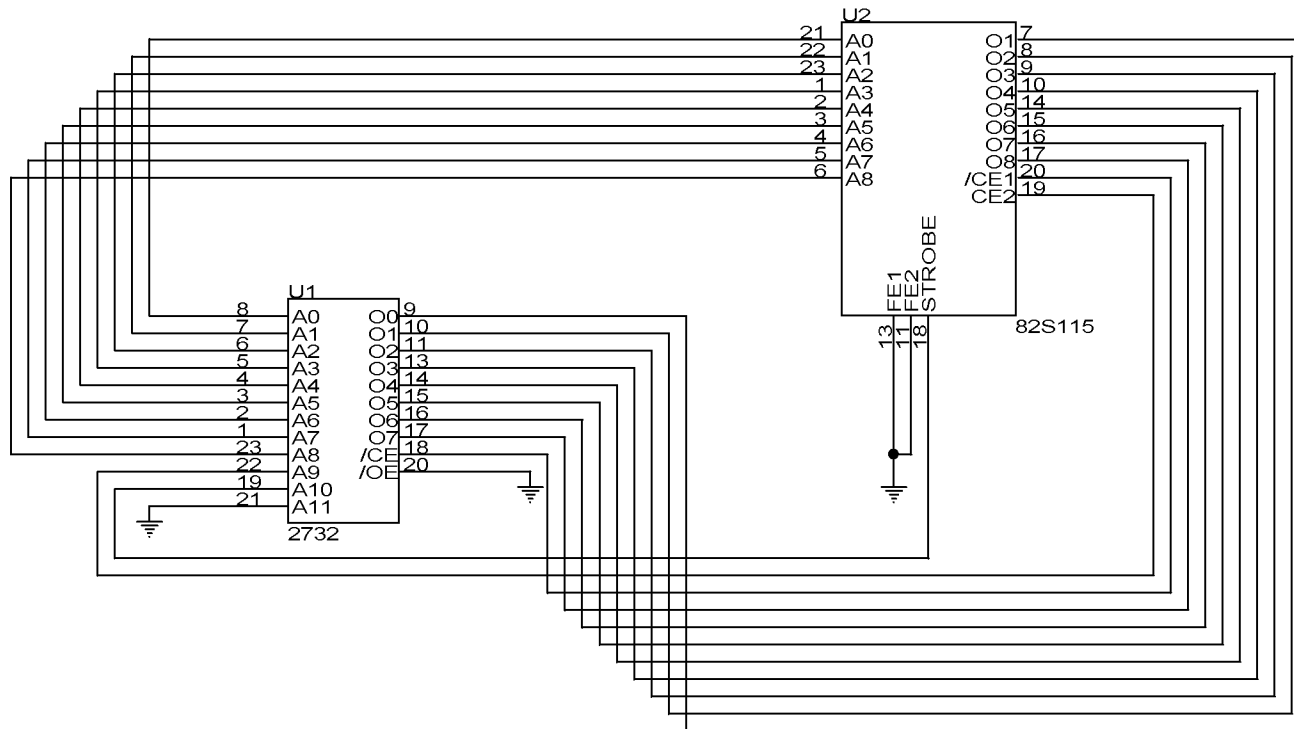 U2
21 A0 O1 7
22 A1 O2 8
23 A2 O3 9
1 A3 O4 10
2 A4 O5 14
3 A5 O6 15
4 A6 O7 16
5 A7 O8 17
6 A8 /CE1 20
CE2 19
FE1 FE2 STROBE
13 11 18
82S115
U1
8 A0 O0 9
7 A1 O1 10
6 A2 O2 11
5 A3 O3 13
4 A4 O4 14
3 A5 O5 15
2 A6 O6 16
1 A7 O7 17
23 A8 /CE 18
22 A9 /OE 20
19 A10
21 A11
2732